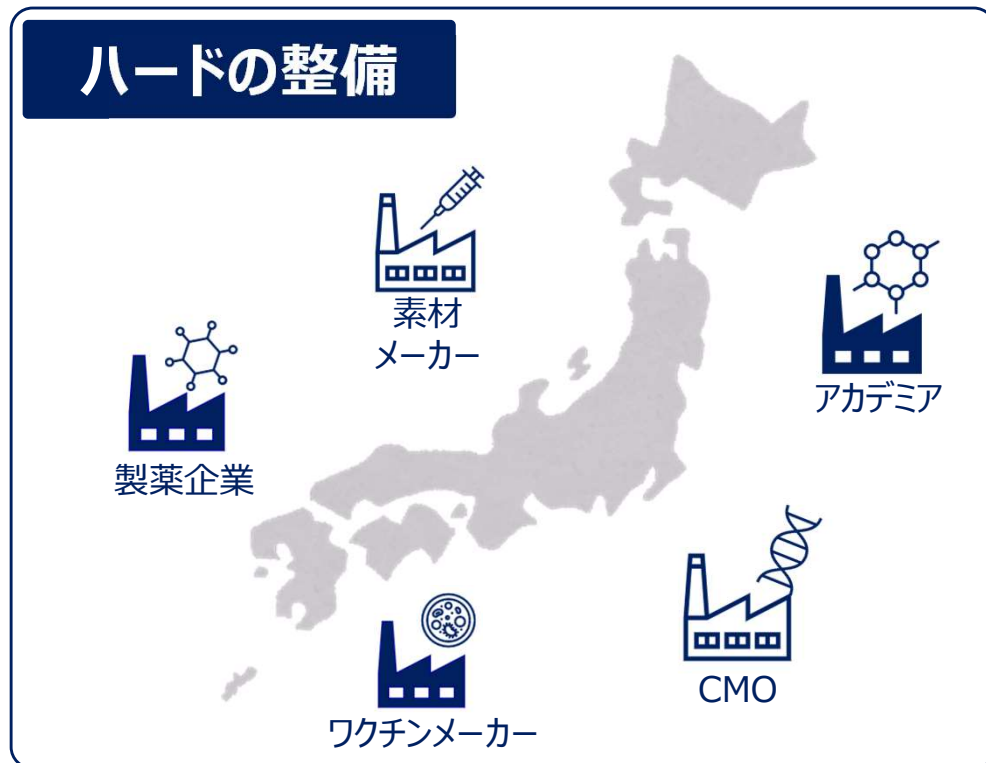 ハードの整備
素材
メーカー
アカデミア
製薬企業
CMO
ワクチンメーカー